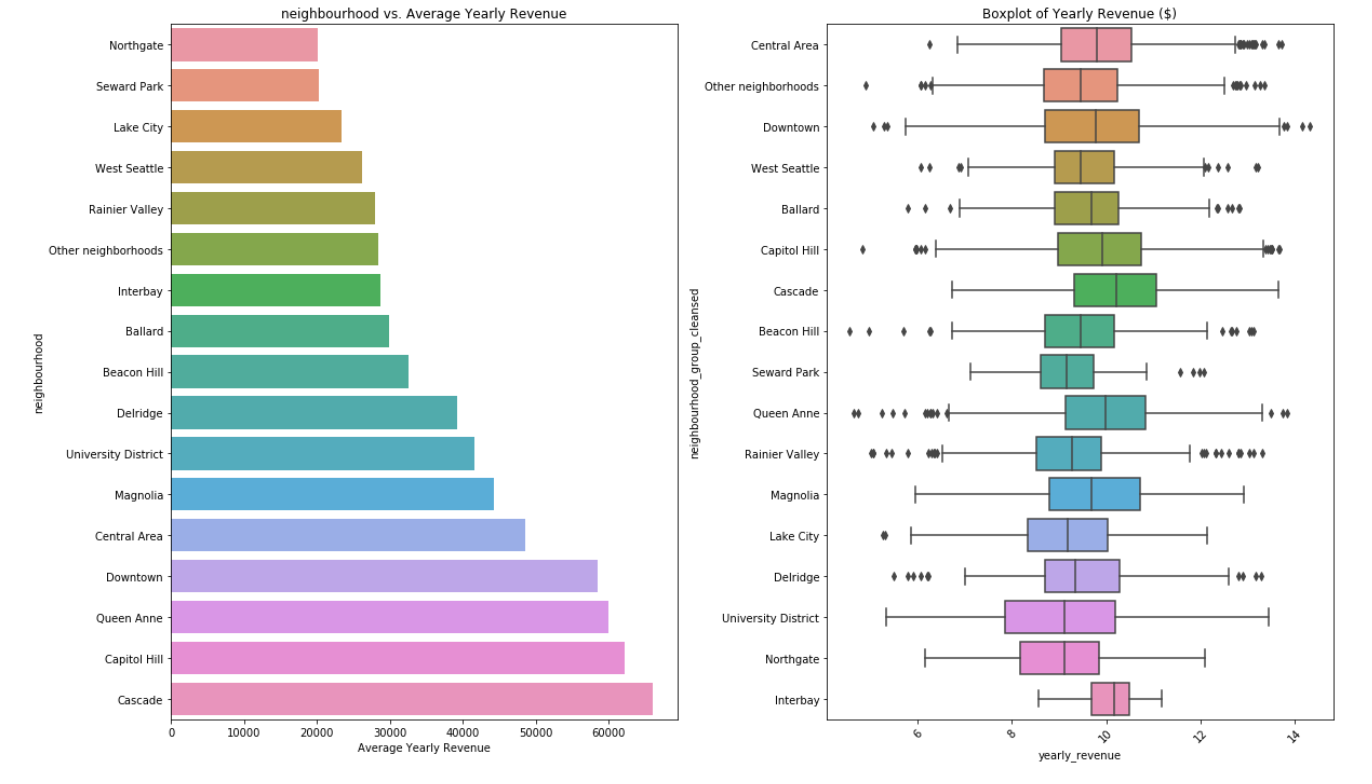 neighbourhood vs. Average Yearly Revenue
neighbourhood
Northgate
Seward Park
Lake City
West Seattle
Rainier Valley
Other neighborhoods
Interbay
Ballard
Beacon Hill
Delridge
University District
Magnolia
Central Area
Downtown
Queen Anne
Capitol Hill
Cascade
0 10000 20000 30000 40000 50000 60000
Average Yearly Revenue
Boxplot of Yearly Revenue ($)
neighbourhood_group_cleansed
Central Area
Other neighborhoods
Downtown
West Seattle
Ballard
Capitol Hill
Cascade
Beacon Hill
Seward Park
Queen Anne
Rainier Valley
Magnolia
Lake City
Delridge
University District
Northgate
Interbay
6 8 10 12 14
yearly_revenue